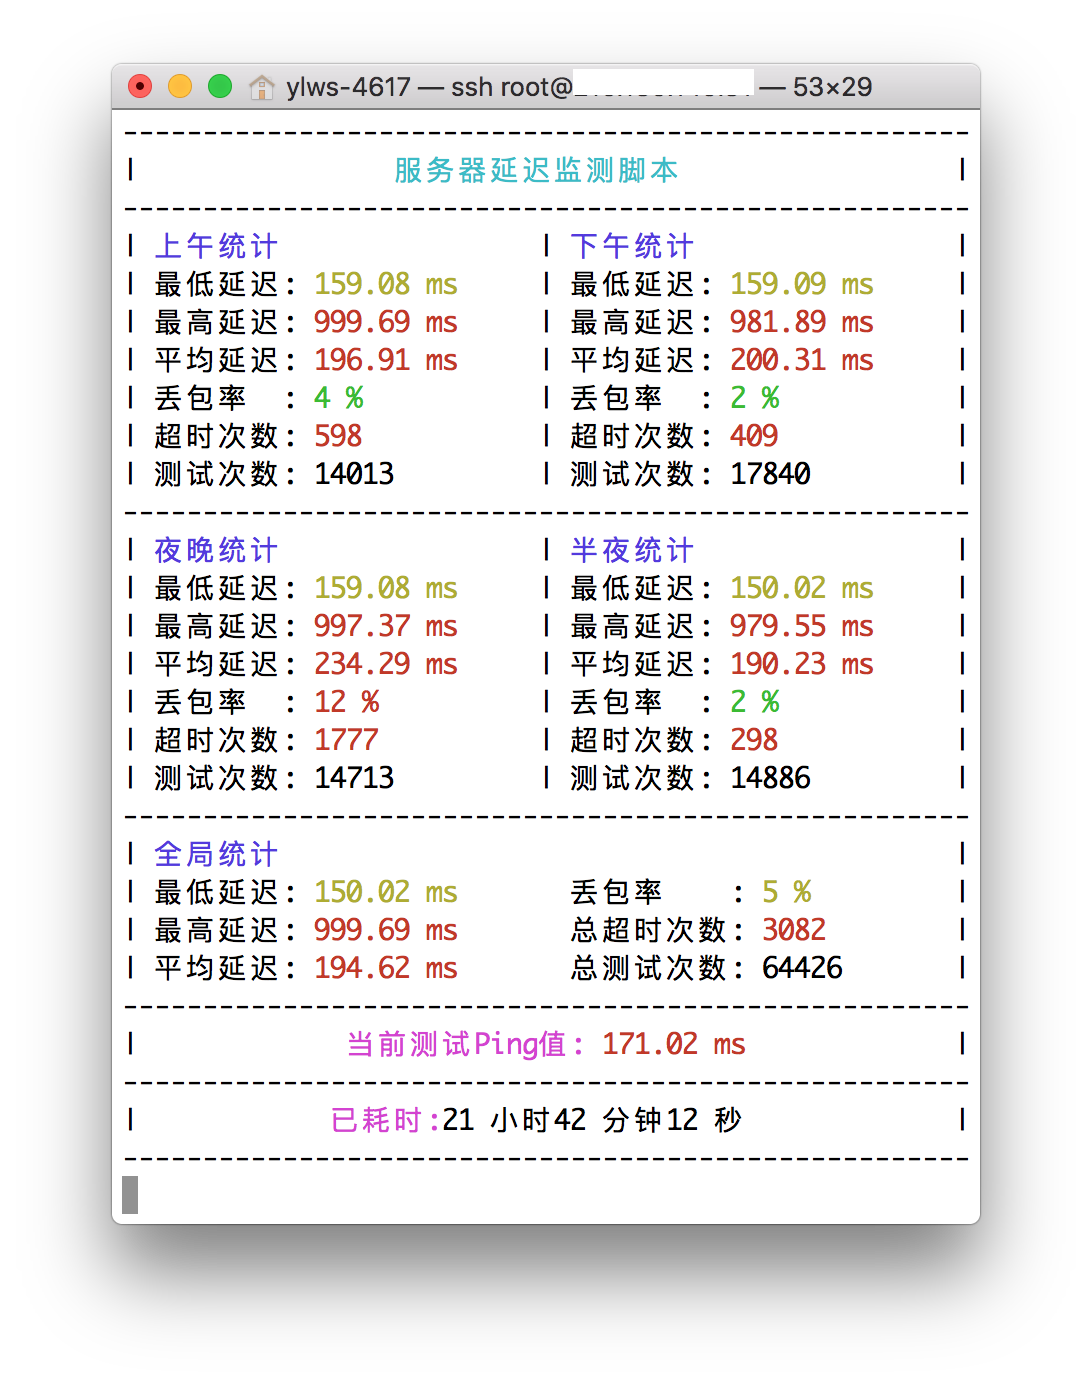 ylws-4617 — ssh root@ — 53×29
-----------------------------------------------------
| 服务器延迟监测脚本 |
-----------------------------------------------------
| 上午统计 | 下午统计 |
| 最低延迟: 159.08 ms | 最低延迟: 159.09 ms |
| 最高延迟: 999.69 ms | 最高延迟: 981.89 ms |
| 平均延迟: 196.91 ms | 平均延迟: 200.31 ms |
| 丢包率 : 4 % | 丢包率 : 2 % |
| 超时次数: 598 | 超时次数: 409 |
| 测试次数: 14013 | 测试次数: 17840 |
-----------------------------------------------------
| 夜晚统计 | 半夜统计 |
| 最低延迟: 159.08 ms | 最低延迟: 150.02 ms |
| 最高延迟: 997.37 ms | 最高延迟: 979.55 ms |
| 平均延迟: 234.29 ms | 平均延迟: 190.23 ms |
| 丢包率 : 12 % | 丢包率 : 2 % |
| 超时次数: 1777 | 超时次数: 298 |
| 测试次数: 14713 | 测试次数: 14886 |
-----------------------------------------------------
| 全局统计 |
| 最低延迟: 150.02 ms 丢包率 : 5 % |
| 最高延迟: 999.69 ms 总超时次数: 3082 |
| 平均延迟: 194.62 ms 总测试次数: 64426 |
-----------------------------------------------------
| 当前测试Ping值: 171.02 ms |
-----------------------------------------------------
| 已耗时:21 小时42 分钟12 秒 |
-----------------------------------------------------